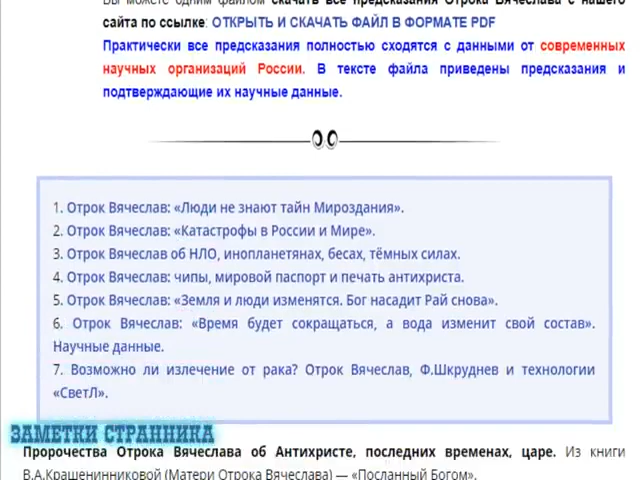 Вы можете одним файлом скачать все предсказания Отрока Вячеслава с нашего
сайта по ссылке: ОТКРЫТЬ И СКАЧАТЬ ФАЙЛ В ФОРМАТЕ PDF
Практически все предсказания полностью сходятся с данными от современных
научных организаций России. В тексте файла приведены предсказания и
подтверждающие их научные данные.
1. Отрок Вячеслав: «Люди не знают тайн Мироздания».
2. Отрок Вячеслав: «Катастрофы в России и Мире».
3. Отрок Вячеслав об НЛО, инопланетянах, бесах, тёмных силах.
4. Отрок Вячеслав: чипы, мировой паспорт и печать антихриста.
5. Отрок Вячеслав: «Земля и люди изменятся. Бог насадит Рай снова».
6. Отрок Вячеслав: «Время будет сокращаться, а вода изменит свой состав».
Научные данные.
7. Возможно ли излечение от рака? Отрок Вячеслав, Ф.Шкруднев и технологии
«СветЛ».
ЗАМЕТКИ СТРАННИКА
Пророчества Отрока Вячеслава об Антихристе, последних временах, царе. Из книги
В.А.Крашенинниковой (Матери Отрока Вячеслава) — «Посланный Богом».